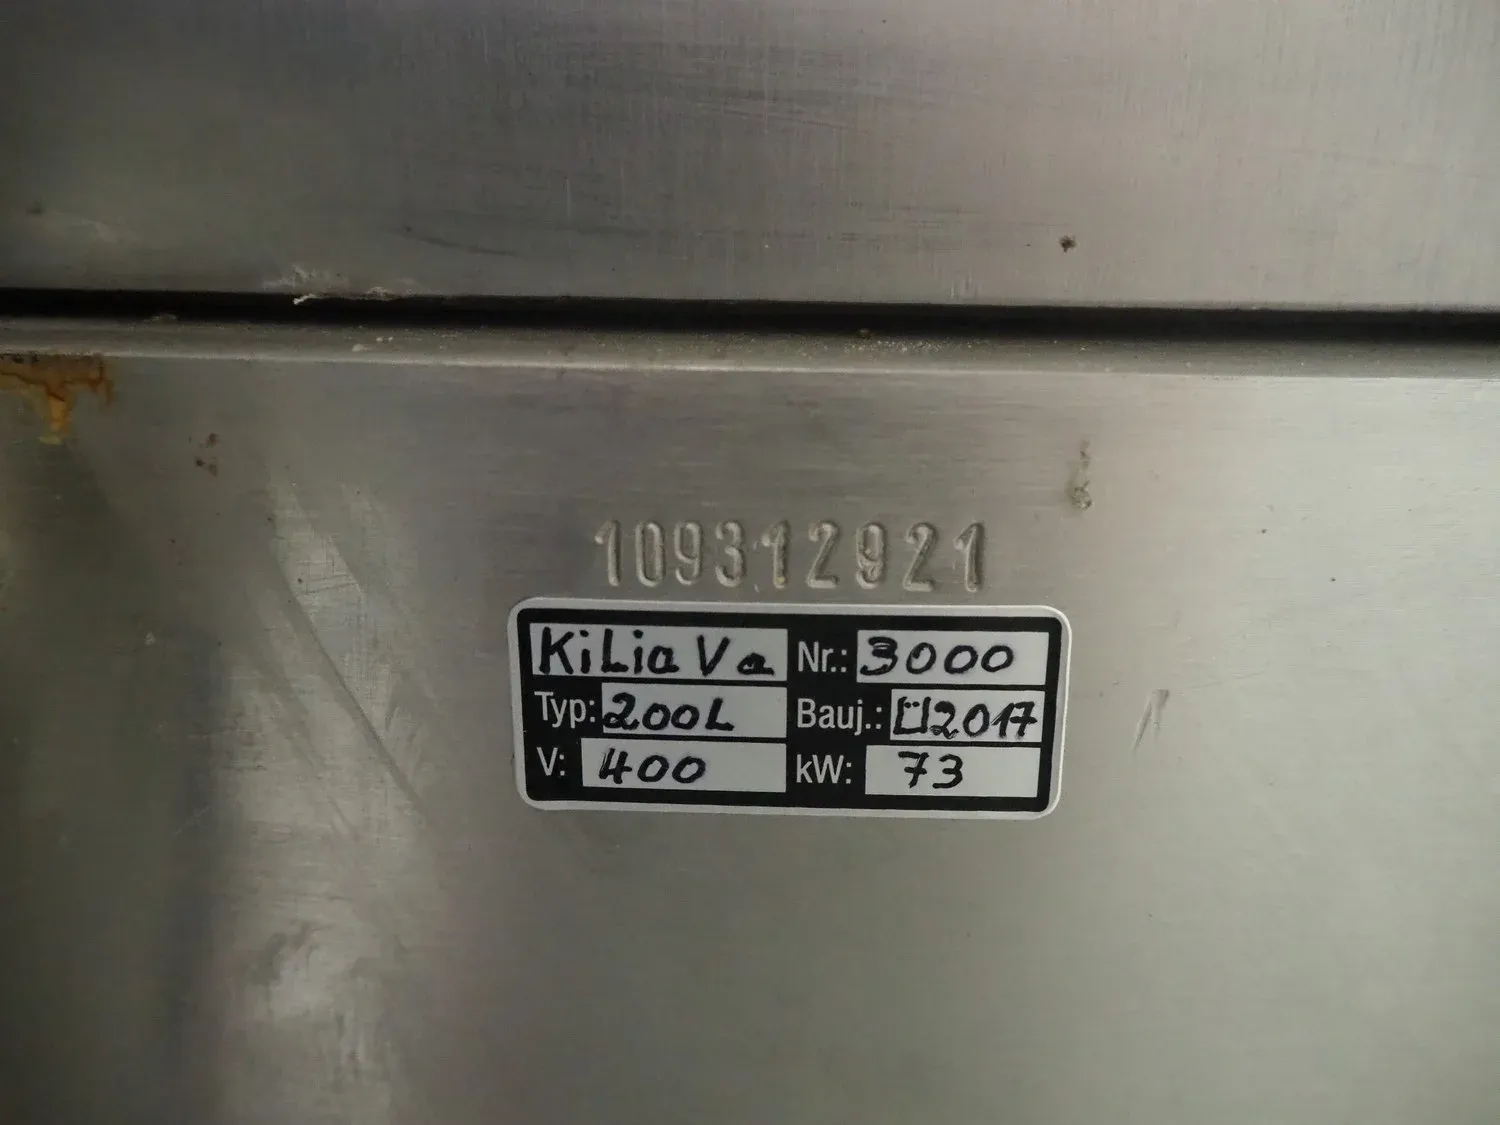 109312921
KiLia Va Nr.: 3000
Typ: 200L Bauj.: Ü2017
V: 400 kW: 73